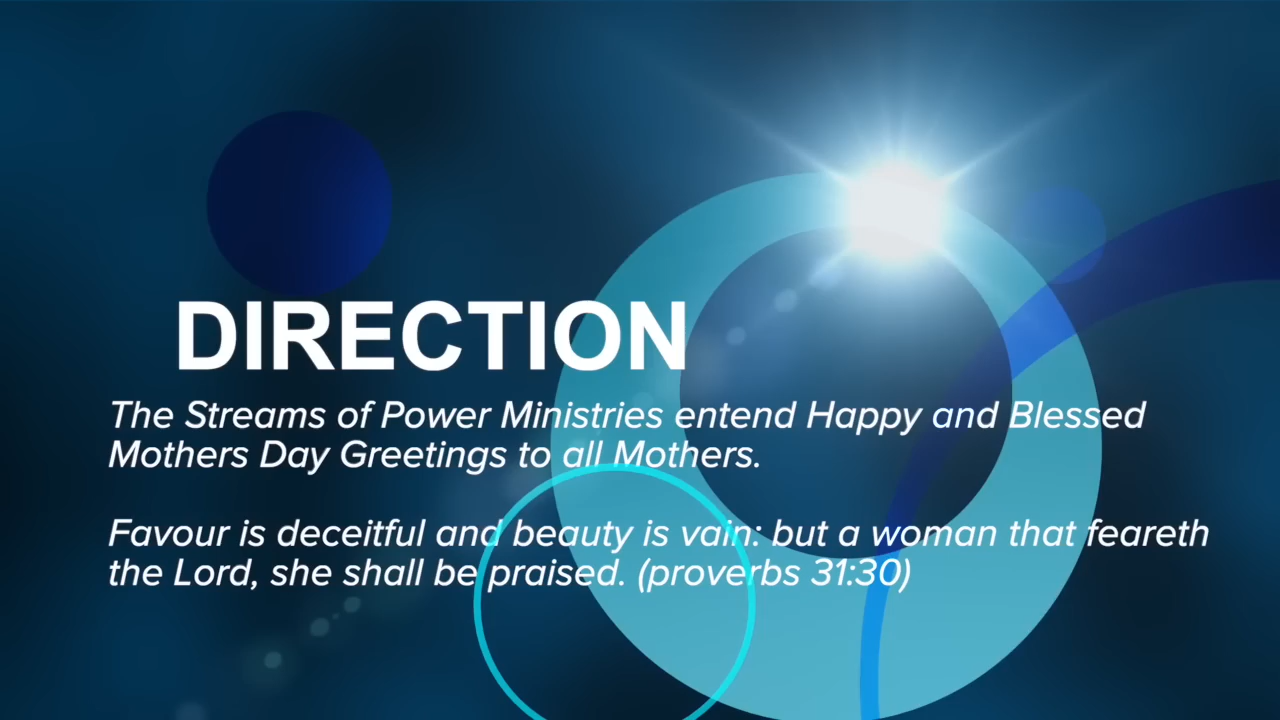 DIRECTION
The Streams of Power Ministries entend Happy and Blessed
Mothers Day Greetings to all Mothers.
Favour is deceitful and beauty is vain: but a woman that feareth
the Lord, she shall be praised. (proverbs 31:30)